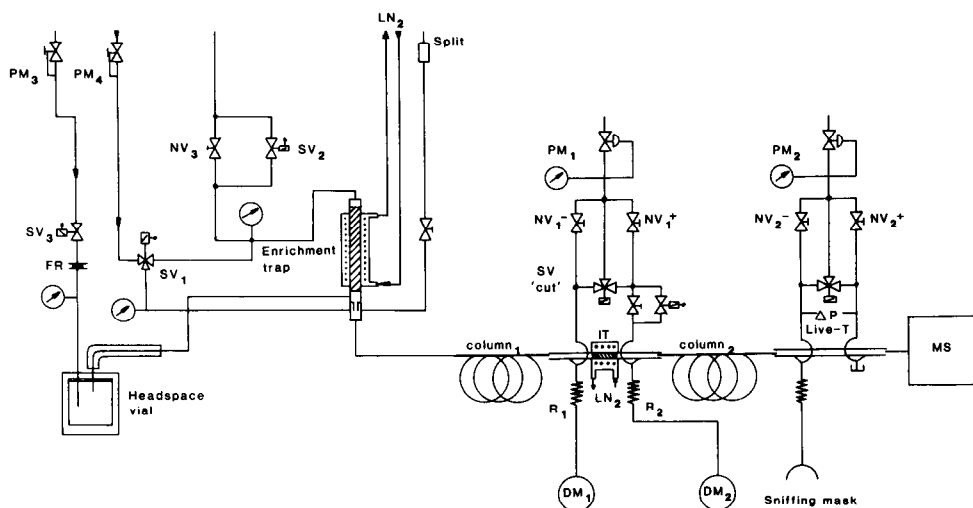 LN₂
Split
PM₃
PM₄
NV₃
SV₂
PM₁
PM₂
NV₁⁻
NV₁⁺
NV₂⁻
NV₂⁺
SV₃
SV₁
Enrichment
trap
SV
'cut'
FR
△ P
Live-T
IT
column₁
column₂
MS
Headspace
vial
R₁
LN₂
R₂
DM₁
DM₂
Sniffing mask